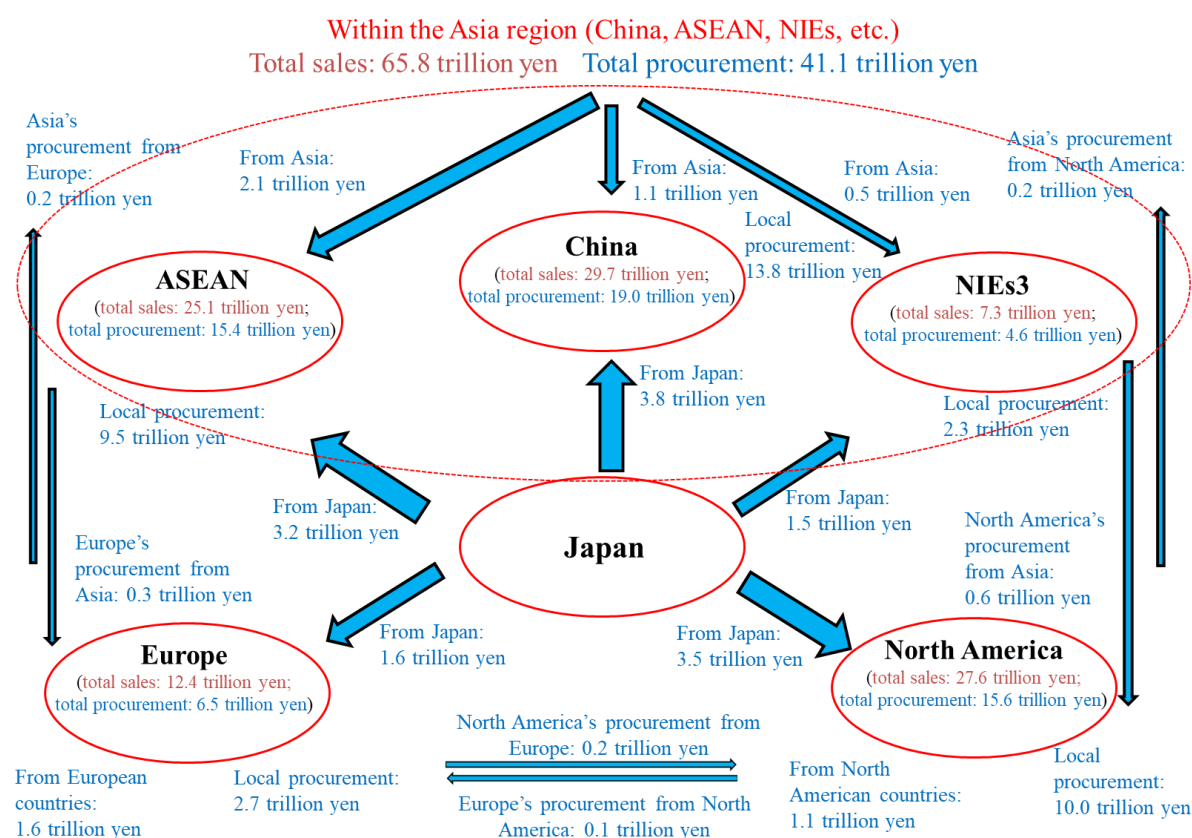 Within the Asia region (China, ASEAN, NIEs, etc.)
Total sales: 65.8 trillion yen Total procurement: 41.1 trillion yen
Asia's
procurement from
Europe:
0.2 trillion yen
From Asia:
2.1 trillion yen
From Asia:
1.1 trillion yen
From Asia:
0.5 trillion yen
Asia's procurement
from North America:
0.2 trillion yen
ASEAN
(total sales: 25.1 trillion yen;
total procurement: 15.4 trillion yen)
China
(total sales: 29.7 trillion yen;
total procurement: 19.0 trillion yen)
Local
procurement:
13.8 trillion yen
NIEs3
(total sales: 7.3 trillion yen;
total procurement: 4.6 trillion yen)
Local procurement:
9.5 trillion yen
From Japan:
3.8 trillion yen
Local procurement:
2.3 trillion yen
From Japan:
3.2 trillion yen
Japan
From Japan:
1.5 trillion yen
Europe's
procurement from
Asia: 0.3 trillion yen
North America's
procurement
from Asia:
0.6 trillion yen
From Japan:
1.6 trillion yen
From Japan:
3.5 trillion yen
Europe
(total sales: 12.4 trillion yen;
total procurement: 6.5 trillion yen)
North America
(total sales: 27.6 trillion yen;
total procurement: 15.6 trillion yen)
North America's procurement from
Europe: 0.2 trillion yen
Europe's procurement from North
America: 0.1 trillion yen
From European
countries:
1.6 trillion yen
Local procurement:
2.7 trillion yen
From North
American countries:
1.1 trillion yen
Local
procurement:
10.0 trillion yen